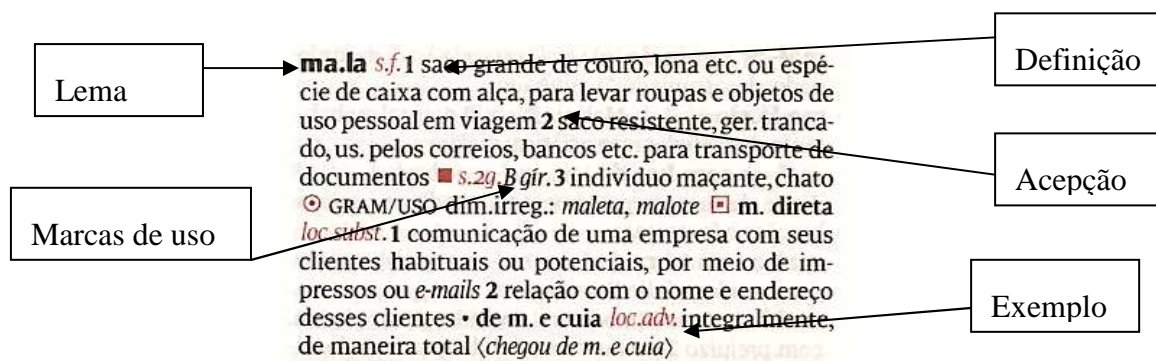 Lema
Marcas de uso
ma.la s.f. 1 saco grande de couro, lona etc. ou espé-
cie de caixa com alça, para levar roupas e objetos de
uso pessoal em viagem 2 saco resistente, ger. tranca-
do, us. pelos correios, bancos etc. para transporte de
documentos ■ s.2g. B gír. 3 indivíduo maçante, chato
⊙ GRAM/USO dim.irreg.: maleta, malote ▣ m. direta
loc.subst. 1 comunicação de uma empresa com seus
clientes habituais ou potenciais, por meio de im-
pressos ou e-mails 2 relação com o nome e endereço
desses clientes • de m. e cuia loc.adv. integralmente,
de maneira total ⟨chegou de m. e cuia⟩
Definição
Acepção
Exemplo